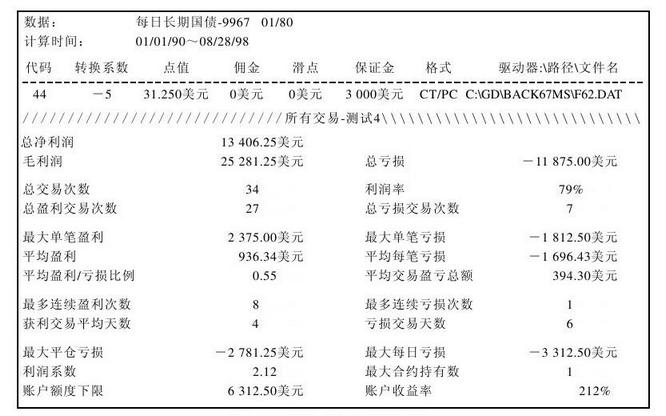 数据： 每日长期国债-9967 01/80
计算时间： 01/01/90～08/28/98
代码 转换系数 点值 佣金 滑点 保证金 格式 驱动器:\路径\文件名
44 －5 31.250美元 0美元 0美元 3 000美元 CT/PC C:\GD\BACK67MS\F62.DAT
/////////////////////////////所有交易-测试4\\\\\\\\\\\\\\\\\\\\\\\\\\\\\
总净利润 13 406.25美元
毛利润 25 281.25美元 总亏损 －11 875.00美元
总交易次数 34 利润率 79%
总盈利交易次数 27 总亏损交易次数 7
最大单笔盈利 2 375.00美元 最大单笔亏损 －1 812.50美元
平均盈利 936.34美元 平均每笔亏损 －1 696.43美元
平均盈利/亏损比例 0.55 平均交易盈亏总额 394.30美元
最多连续盈利次数 8 最多连续亏损次数 1
获利交易平均天数 4 亏损交易天数 6
最大平仓亏损 －2 781.25美元 最大每日亏损 －3 312.50美元
利润系数 2.12 最大合约持有数 1
账户额度下限 6 312.50美元 账户收益率 212%